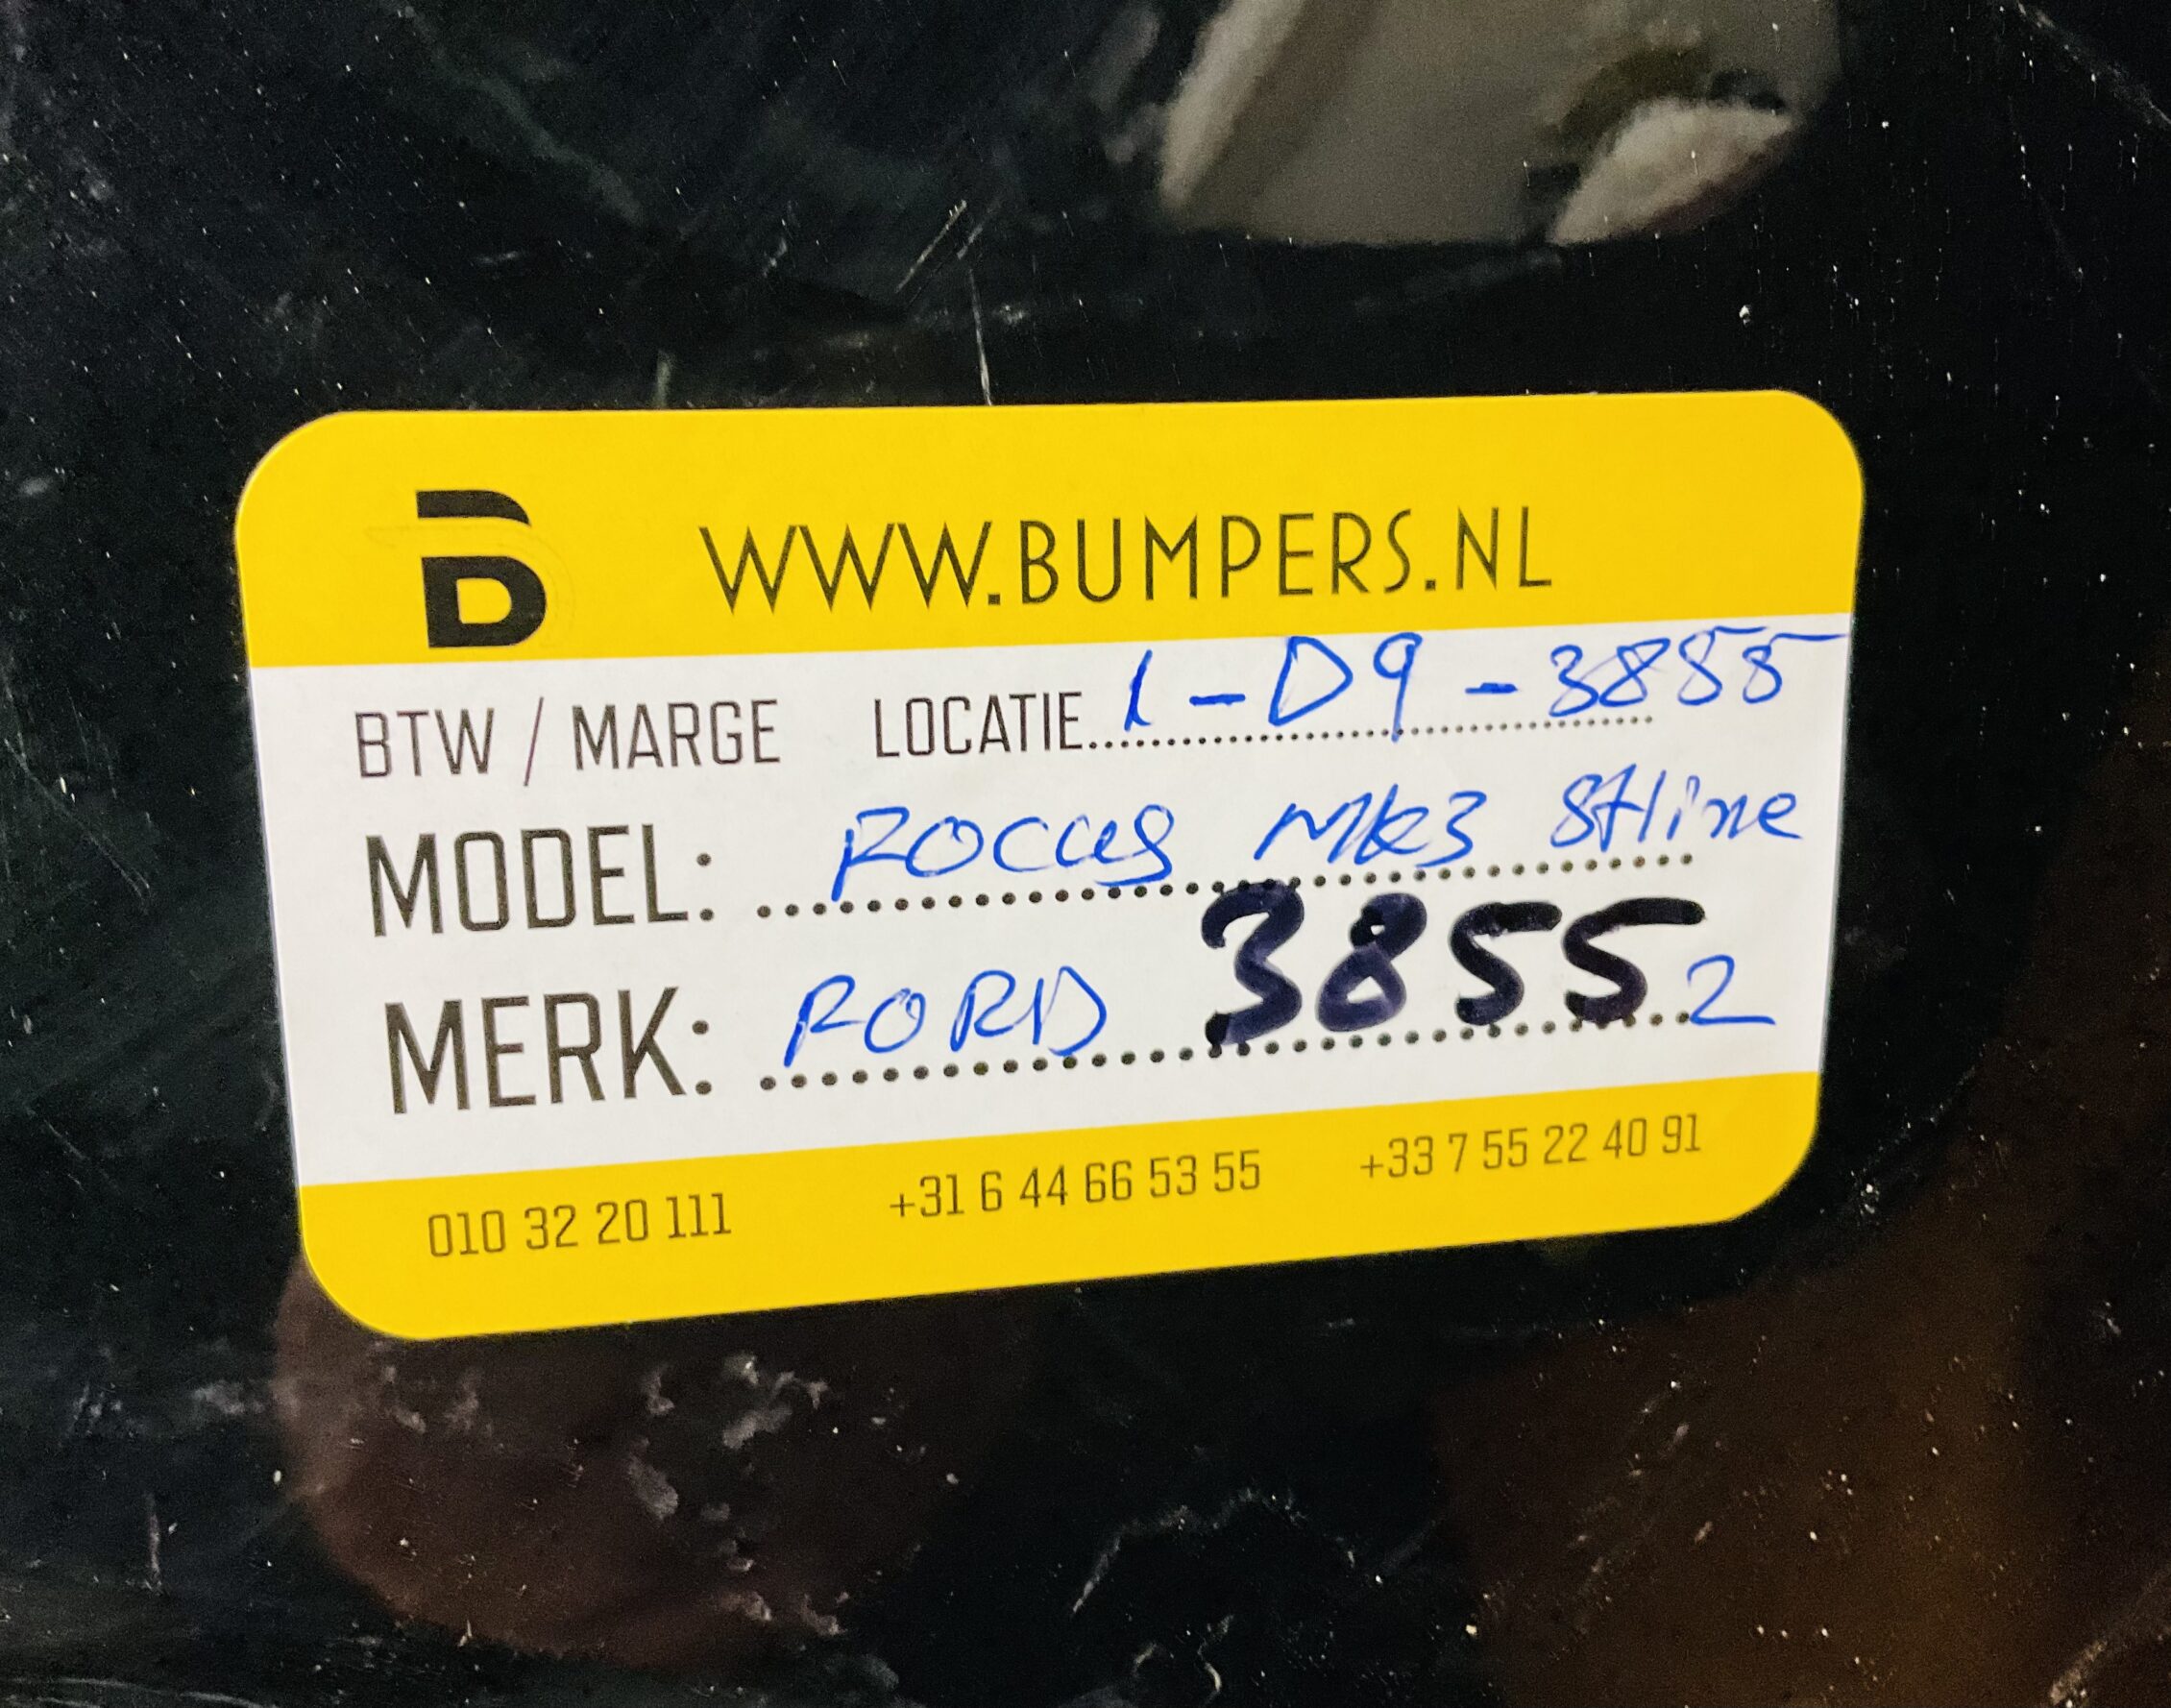 B WWW.BUMPERS.NL
BTW / MARGE LOCATIE 1-D9-3855
MODEL: FOCUS MK3 STline
MERK: FORD 3855 2
010 32 20 111 +31 6 44 66 53 55 +33 7 55 22 40 91